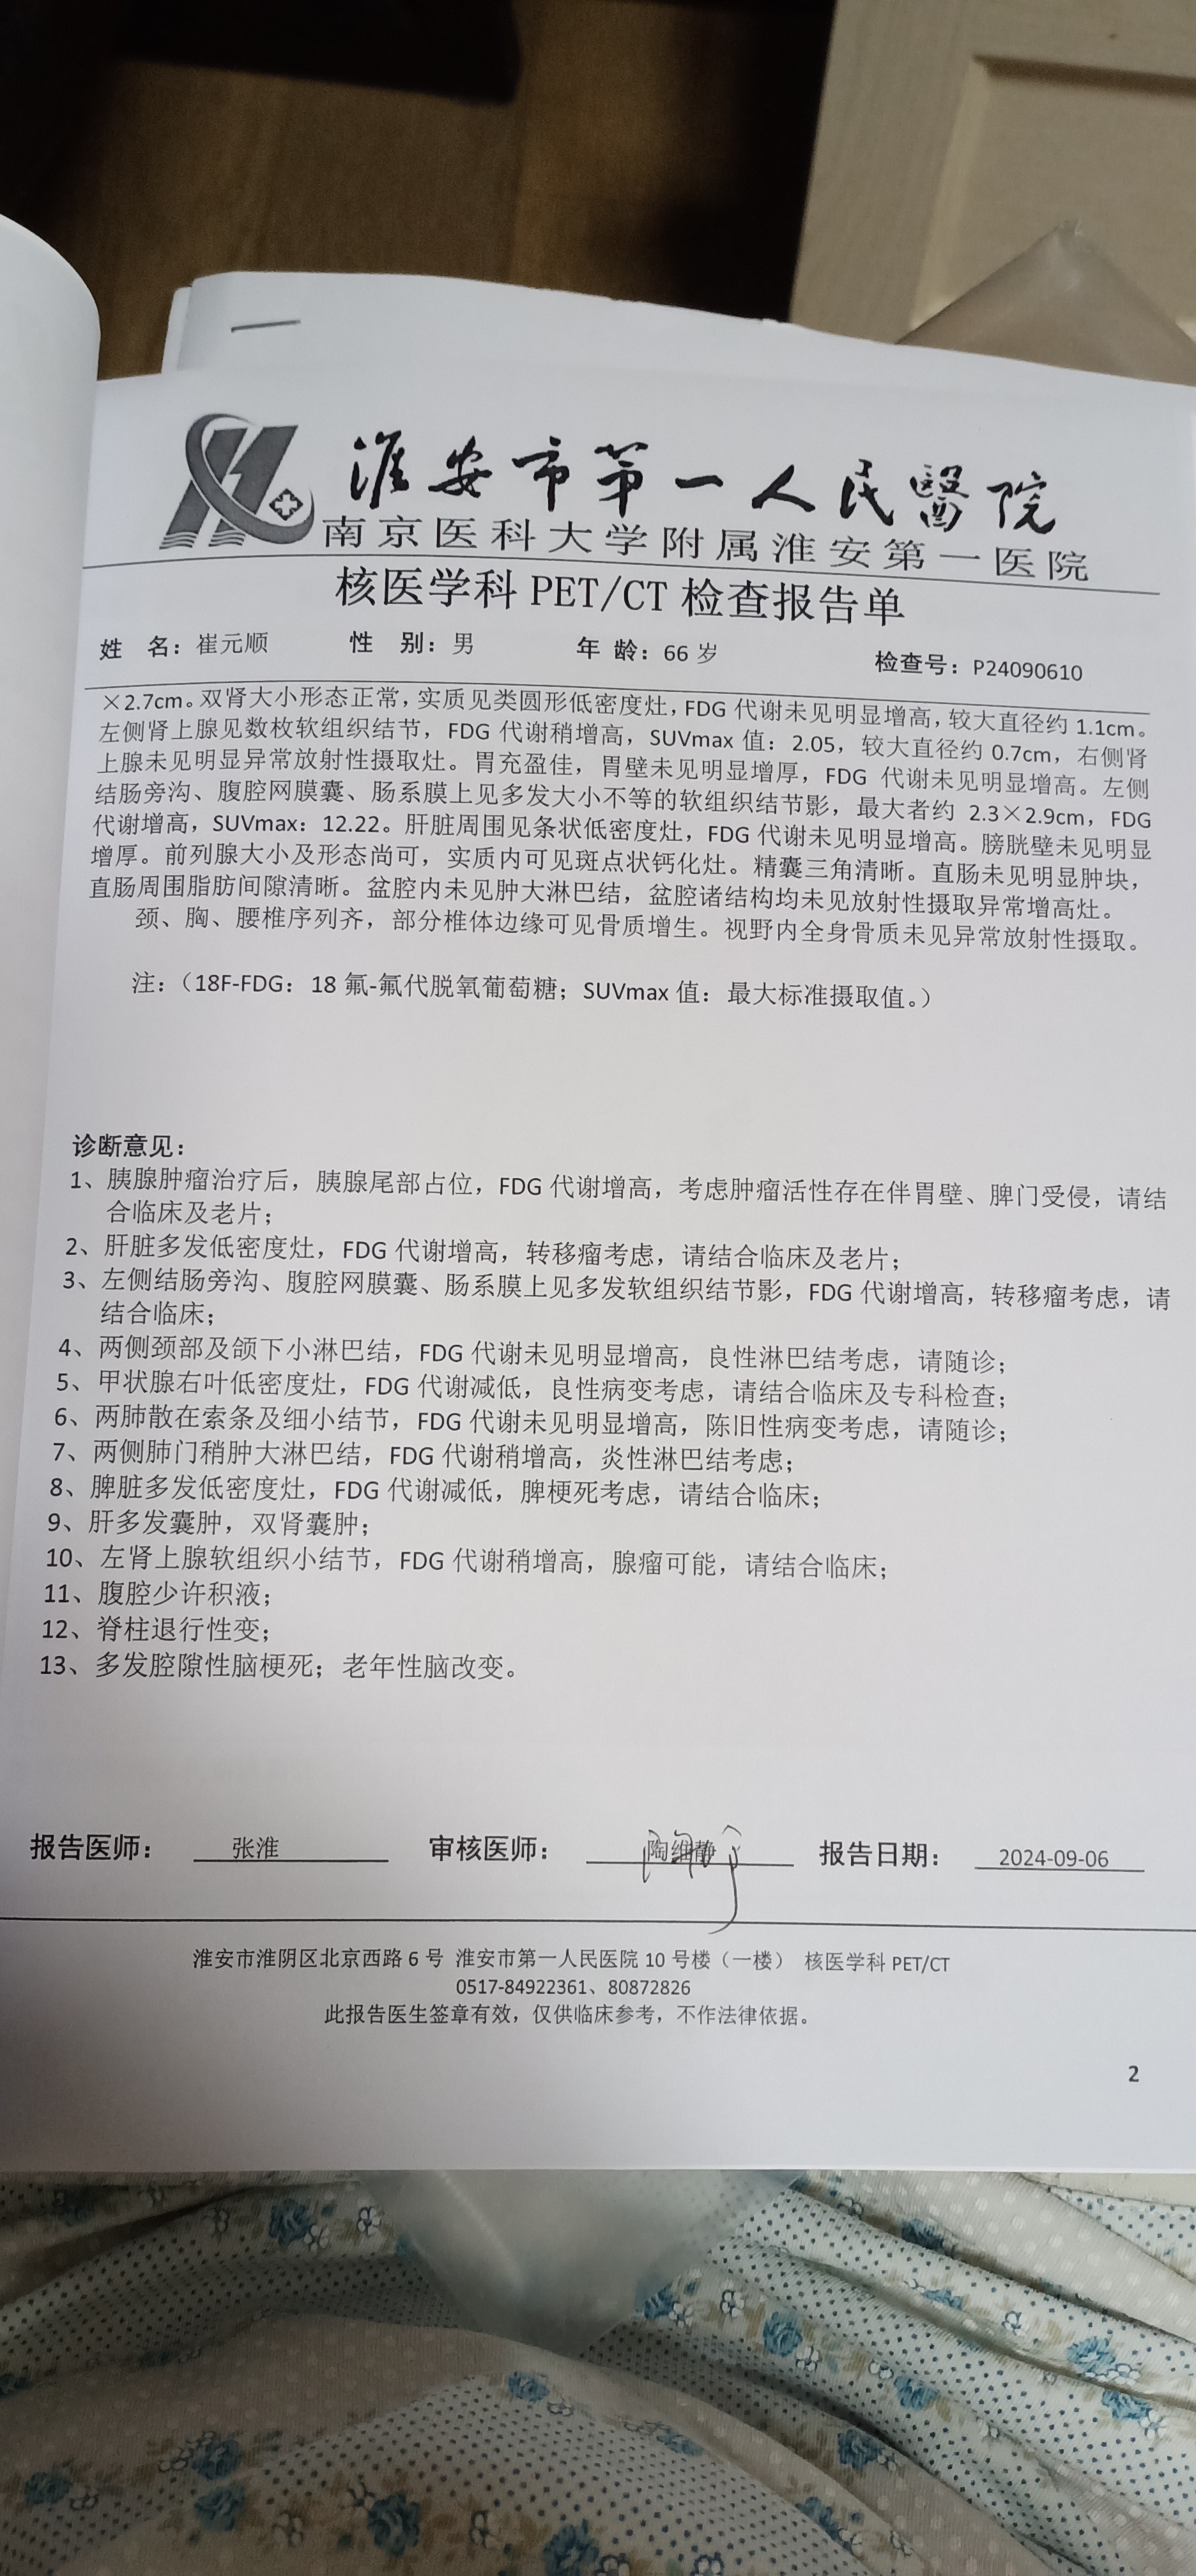 淮安市第一人民醫院
南京医科大学附属淮安第一医院
核医学科 PET/CT 检查报告单
姓 名：崔元顺 性 别：男 年 龄：66 岁 检查号：P24090610
×2.7cm。双肾大小形态正常，实质见类圆形低密度灶，FDG 代谢未见明显增高，较大直径约 1.1cm。
左侧肾上腺见数枚软组织结节，FDG 代谢稍增高，SUVmax 值：2.05，较大直径约 0.7cm，右侧肾
上腺未见明显异常放射性摄取灶。胃充盈佳，胃壁未见明显增厚，FDG 代谢未见明显增高。左侧
结肠旁沟、腹腔网膜囊、肠系膜上见多发大小不等的软组织结节影，最大者约 2.3×2.9cm，FDG
代谢增高，SUVmax：12.22。肝脏周围见条状低密度灶，FDG 代谢未见明显增高。膀胱壁未见明显
增厚。前列腺大小及形态尚可，实质内可见斑点状钙化灶。精囊三角清晰。直肠未见明显肿块，
直肠周围脂肪间隙清晰。盆腔内未见肿大淋巴结，盆腔诸结构均未见放射性摄取异常增高灶。
颈、胸、腰椎序列齐，部分椎体边缘可见骨质增生。视野内全身骨质未见异常放射性摄取。
注：（18F-FDG：18 氟-氟代脱氧葡萄糖；SUVmax 值：最大标准摄取值。）
诊断意见：
1、胰腺肿瘤治疗后，胰腺尾部占位，FDG 代谢增高，考虑肿瘤活性存在伴胃壁、脾门受侵，请结
合临床及老片；
2、肝脏多发低密度灶，FDG 代谢增高，转移瘤考虑，请结合临床及老片；
3、左侧结肠旁沟、腹腔网膜囊、肠系膜上见多发软组织结节影，FDG 代谢增高，转移瘤考虑，请
结合临床；
4、两侧颈部及颌下小淋巴结，FDG 代谢未见明显增高，良性淋巴结考虑，请随诊；
5、甲状腺右叶低密度灶，FDG 代谢减低，良性病变考虑，请结合临床及专科检查；
6、两肺散在索条及细小结节，FDG 代谢未见明显增高，陈旧性病变考虑，请随诊；
7、两侧肺门稍肿大淋巴结，FDG 代谢稍增高，炎性淋巴结考虑；
8、脾脏多发低密度灶，FDG 代谢减低，脾梗死考虑，请结合临床；
9、肝多发囊肿，双肾囊肿；
10、左肾上腺软组织小结节，FDG 代谢稍增高，腺瘤可能，请结合临床；
11、腹腔少许积液；
12、脊柱退行性变；
13、多发腔隙性脑梗死；老年性脑改变。
报告医师： 张淮 审核医师： 陶维静 报告日期： 2024-09-06
淮安市淮阴区北京西路 6 号 淮安市第一人民医院 10 号楼（一楼） 核医学科 PET/CT
0517-84922361、80872826
此报告医生签章有效，仅供临床参考，不作法律依据。
2